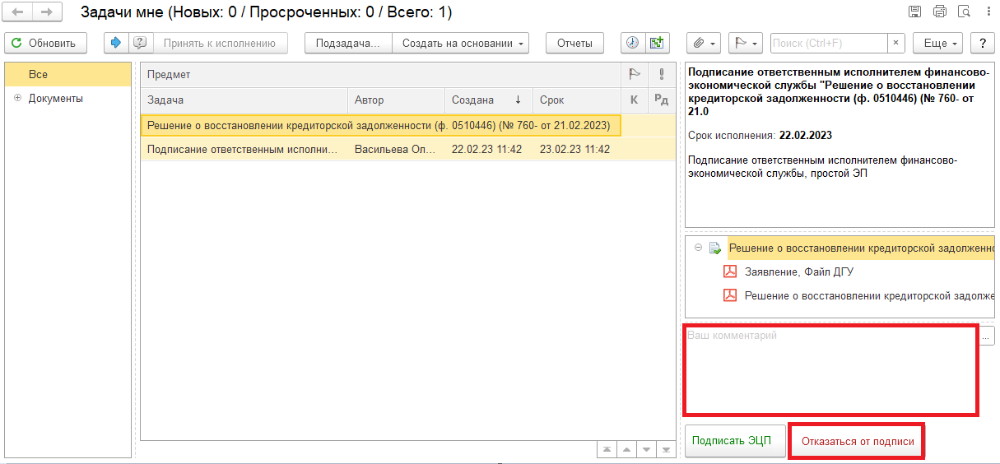 Задачи мне (Новых: 0 / Просроченных: 0 / Всего: 1)
Обновить
Принять к исполнению
Подзадача...
Создать на основании
Отчеты
Поиск (Ctrl+F)
×
Еще
?
Все
Документы
Предмет
Задача
Автор
Создана ↓
Срок
К
Рд
Решение о восстановлении кредиторской задолженности (ф. 0510446) (№ 760- от 21.02.2023)
Подписание ответственным исполни...
Васильева Ол...
22.02.23 11:42
23.02.23 11:42
Подписание ответственным исполнителем финансово-
экономической службы "Решение о восстановлении
кредиторской задолженности (ф. 0510446) (№ 760- от
21.0
Срок исполнения: 22.02.2023
Подписание ответственным исполнителем финансово-
экономической службы, простой ЭП
Решение о восстановлении кредиторской задолженно
Заявление, Файл ДГУ
Решение о восстановлении кредиторской задолже
Ваш комментарий
...
Подписать ЭЦП
Отказаться от подписи